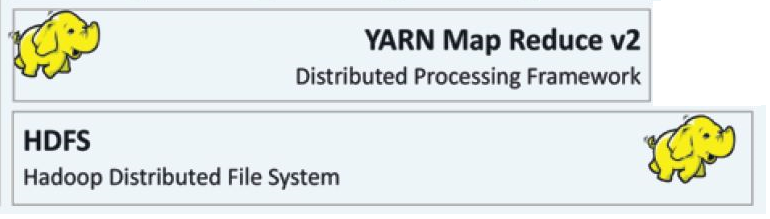 YARN Map Reduce v2
Distributed Processing Framework
HDFS
Hadoop Distributed File System